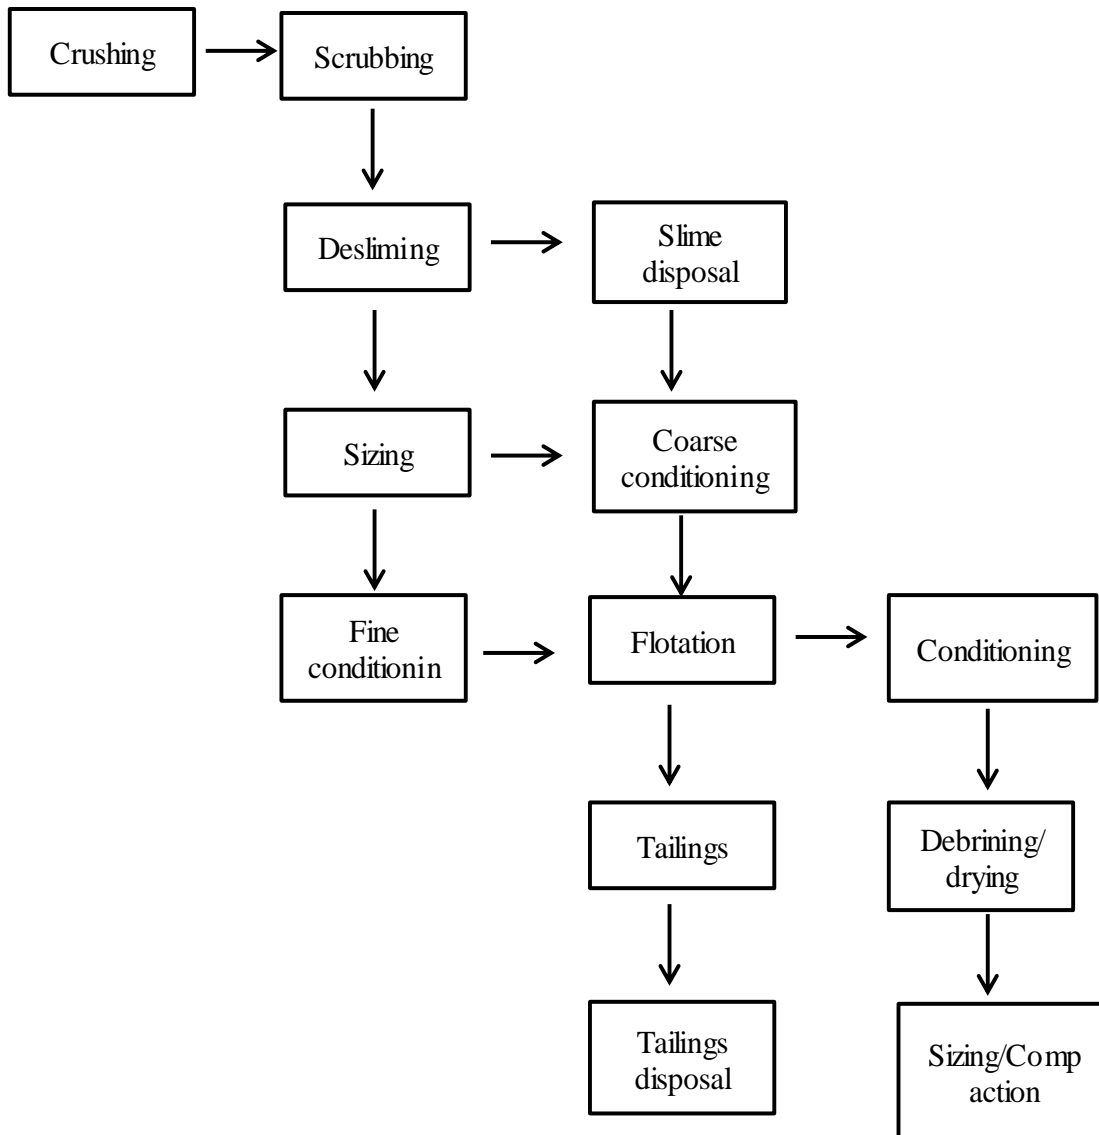 Crushing
Scrubbing
Desliming
Slime
disposal
Sizing
Coarse
conditioning
Fine
conditionin
Flotation
Conditioning
Tailings
Debrining/
drying
Tailings
disposal
Sizing/Comp
action